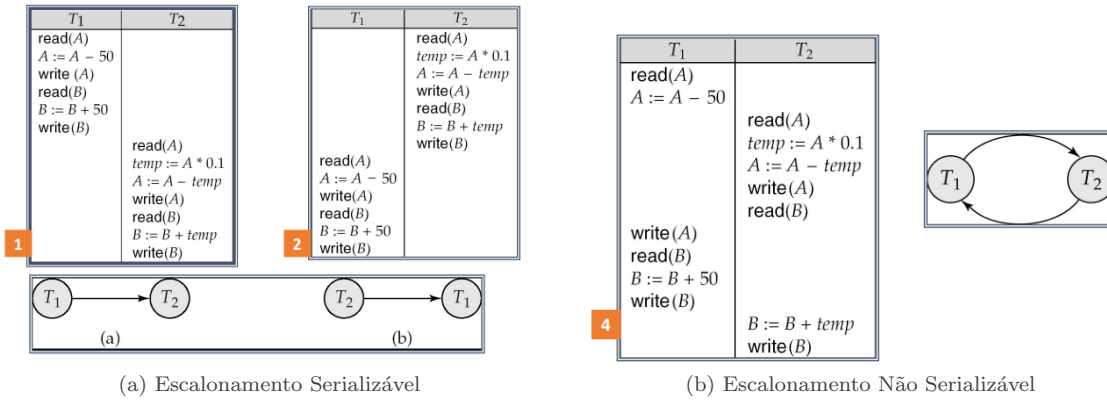 T1 T2
read(A)
A := A − 50
write (A)
read(B)
B := B + 50
write(B)
read(A)
temp := A * 0.1
A := A − temp
write(A)
read(B)
B := B + temp
write(B)
1
T1 T2
read(A)
temp := A * 0.1
A := A − temp
write(A)
read(B)
B := B + temp
write(B)
read(A)
A := A − 50
write(A)
read(B)
B := B + 50
write(B)
2
T1 T2
(a)
T2 T1
(b)
(a) Escalonamento Serializável
T1 T2
read(A)
A := A − 50
read(A)
temp := A * 0.1
A := A − temp
write(A)
read(B)
write(A)
read(B)
B := B + 50
write(B)
B := B + temp
write(B)
4
T1 T2
(b) Escalonamento Não Serializável